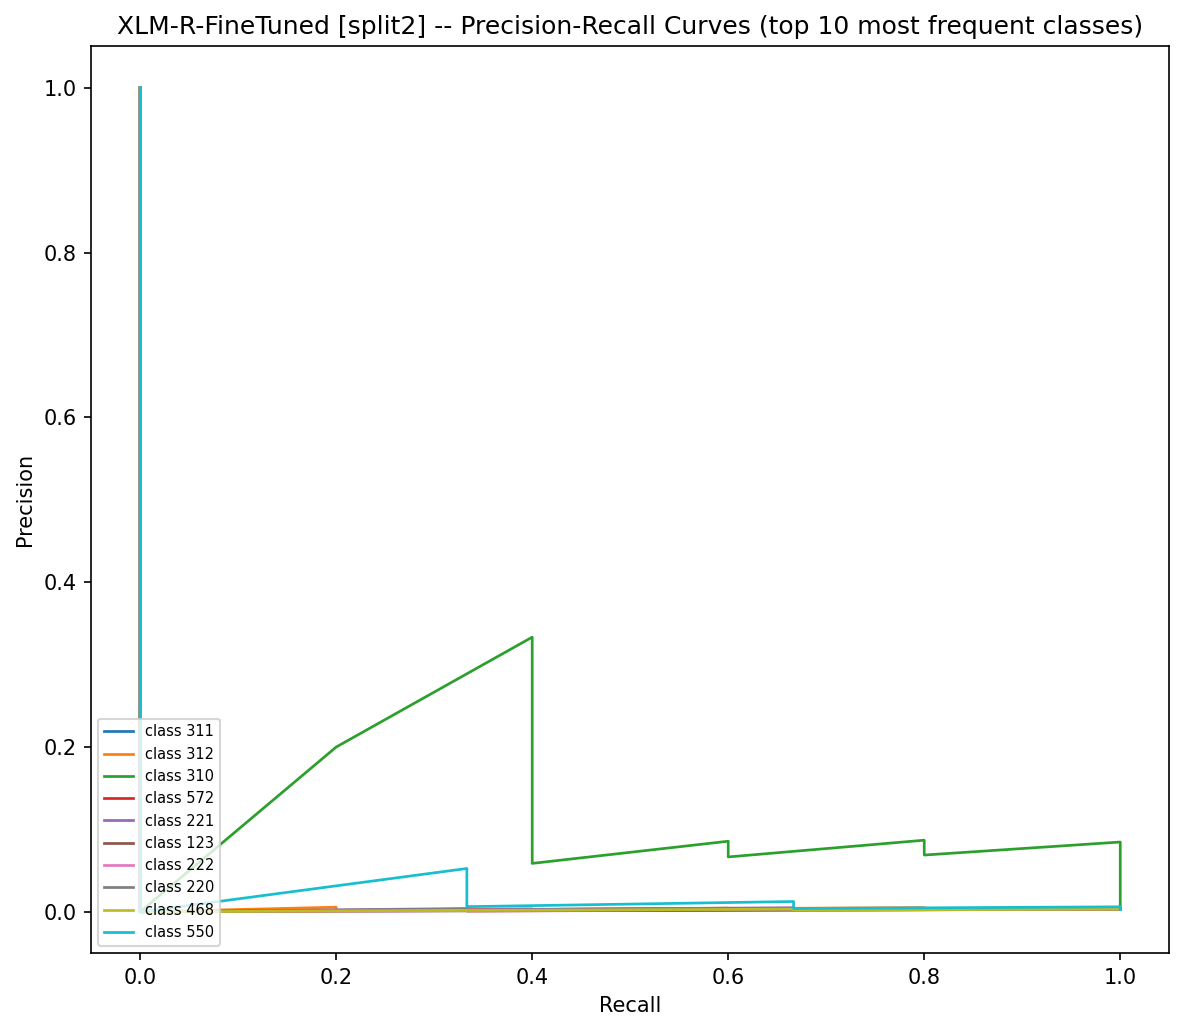 XLM-R-FineTuned [split2] -- Precision-Recall Curves (top 10 most frequent classes)
1.0
0.8
0.6
0.4
0.2
0.0
Precision
class 311
class 312
class 310
class 572
class 221
class 123
class 222
class 220
class 468
class 550
0.0 0.2 0.4 0.6 0.8 1.0
Recall